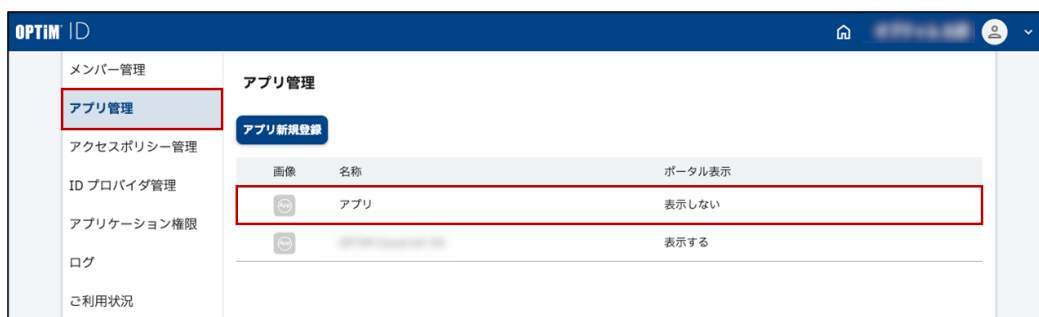 OPTiM ID
メンバー管理
アプリ管理
アクセスポリシー管理
ID プロバイダ管理
アプリケーション権限
ログ
ご利用状況
アプリ管理
アプリ新規登録
画像 名称 ポータル表示
App アプリ 表示しない
App 表示する